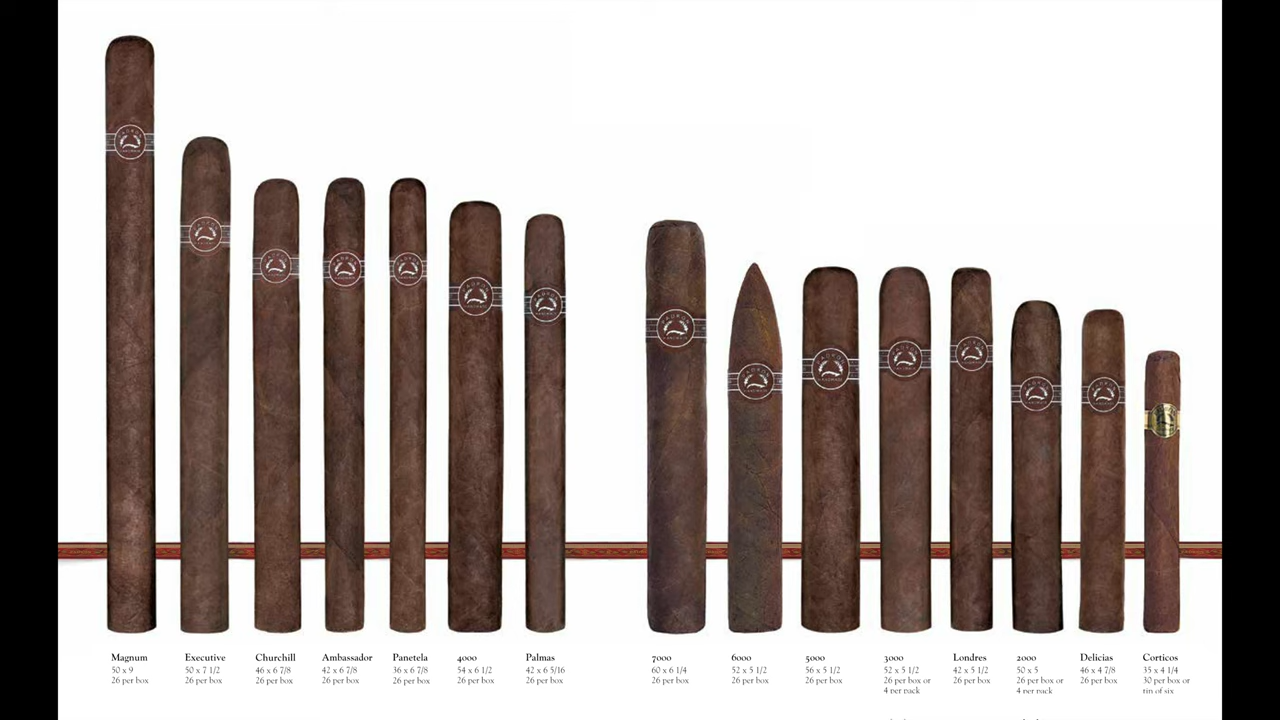 PADRON
Magnum
50 x 9
26 per box
Executive
50 x 7 1/2
26 per box
Churchill
46 x 6 7/8
26 per box
Ambassador
42 x 6 7/8
26 per box
Panetela
36 x 6 7/8
26 per box
4000
54 x 6 1/2
26 per box
Palmas
42 x 6 5/16
26 per box
7000
60 x 6 1/4
26 per box
6000
52 x 5 1/2
26 per box
5000
56 x 5 1/2
26 per box
3000
52 x 5 1/2
26 per box or
4 per pack
Londres
42 x 5 1/2
26 per box
2000
50 x 5
26 per box or
4 per pack
Delicias
46 x 4 7/8
26 per box
Corticos
35 x 4 1/4
30 per box or
tin of six